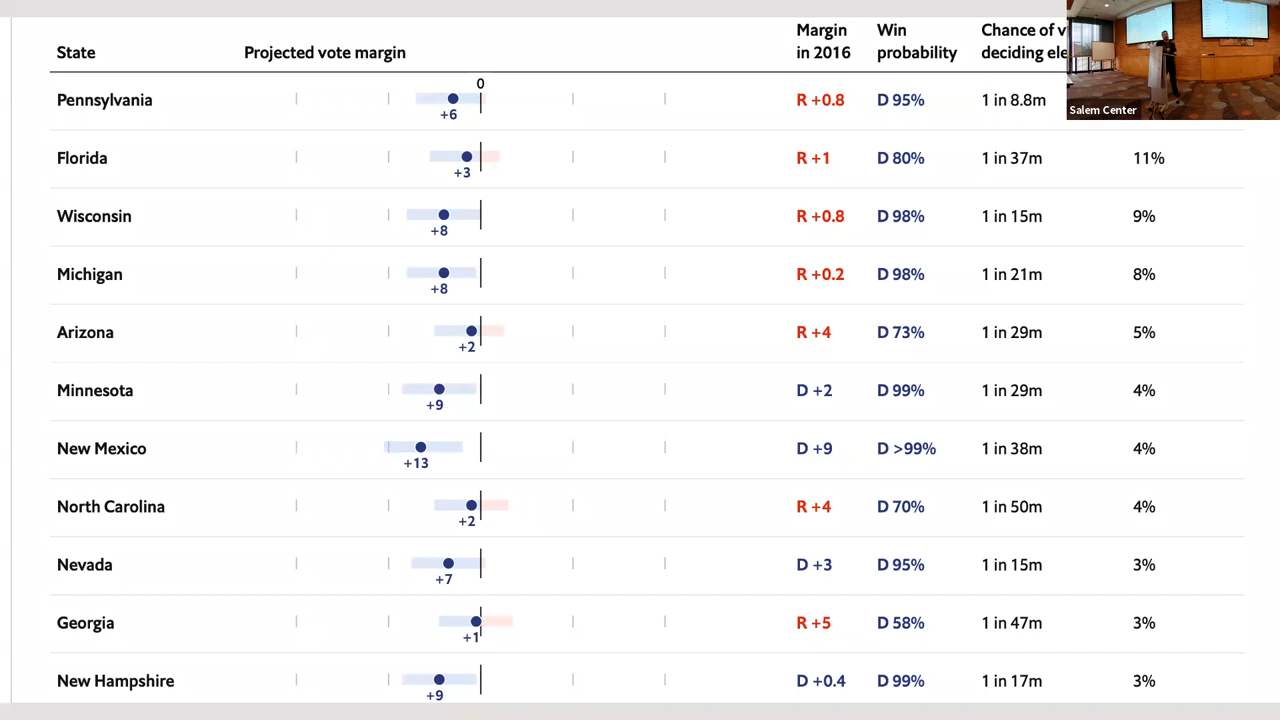 State Projected vote margin Margin in 2016 Win probability Chance of v deciding ele
0
Pennsylvania +6 R +0.8 D 95% 1 in 8.8m
Florida +3 R +1 D 80% 1 in 37m 11%
Wisconsin +8 R +0.8 D 98% 1 in 15m 9%
Michigan +8 R +0.2 D 98% 1 in 21m 8%
Arizona +2 R +4 D 73% 1 in 29m 5%
Minnesota +9 D +2 D 99% 1 in 29m 4%
New Mexico +13 D +9 D >99% 1 in 38m 4%
North Carolina +2 R +4 D 70% 1 in 50m 4%
Nevada +7 D +3 D 95% 1 in 15m 3%
Georgia +1 R +5 D 58% 1 in 47m 3%
New Hampshire +9 D +0.4 D 99% 1 in 17m 3%
Salem Center